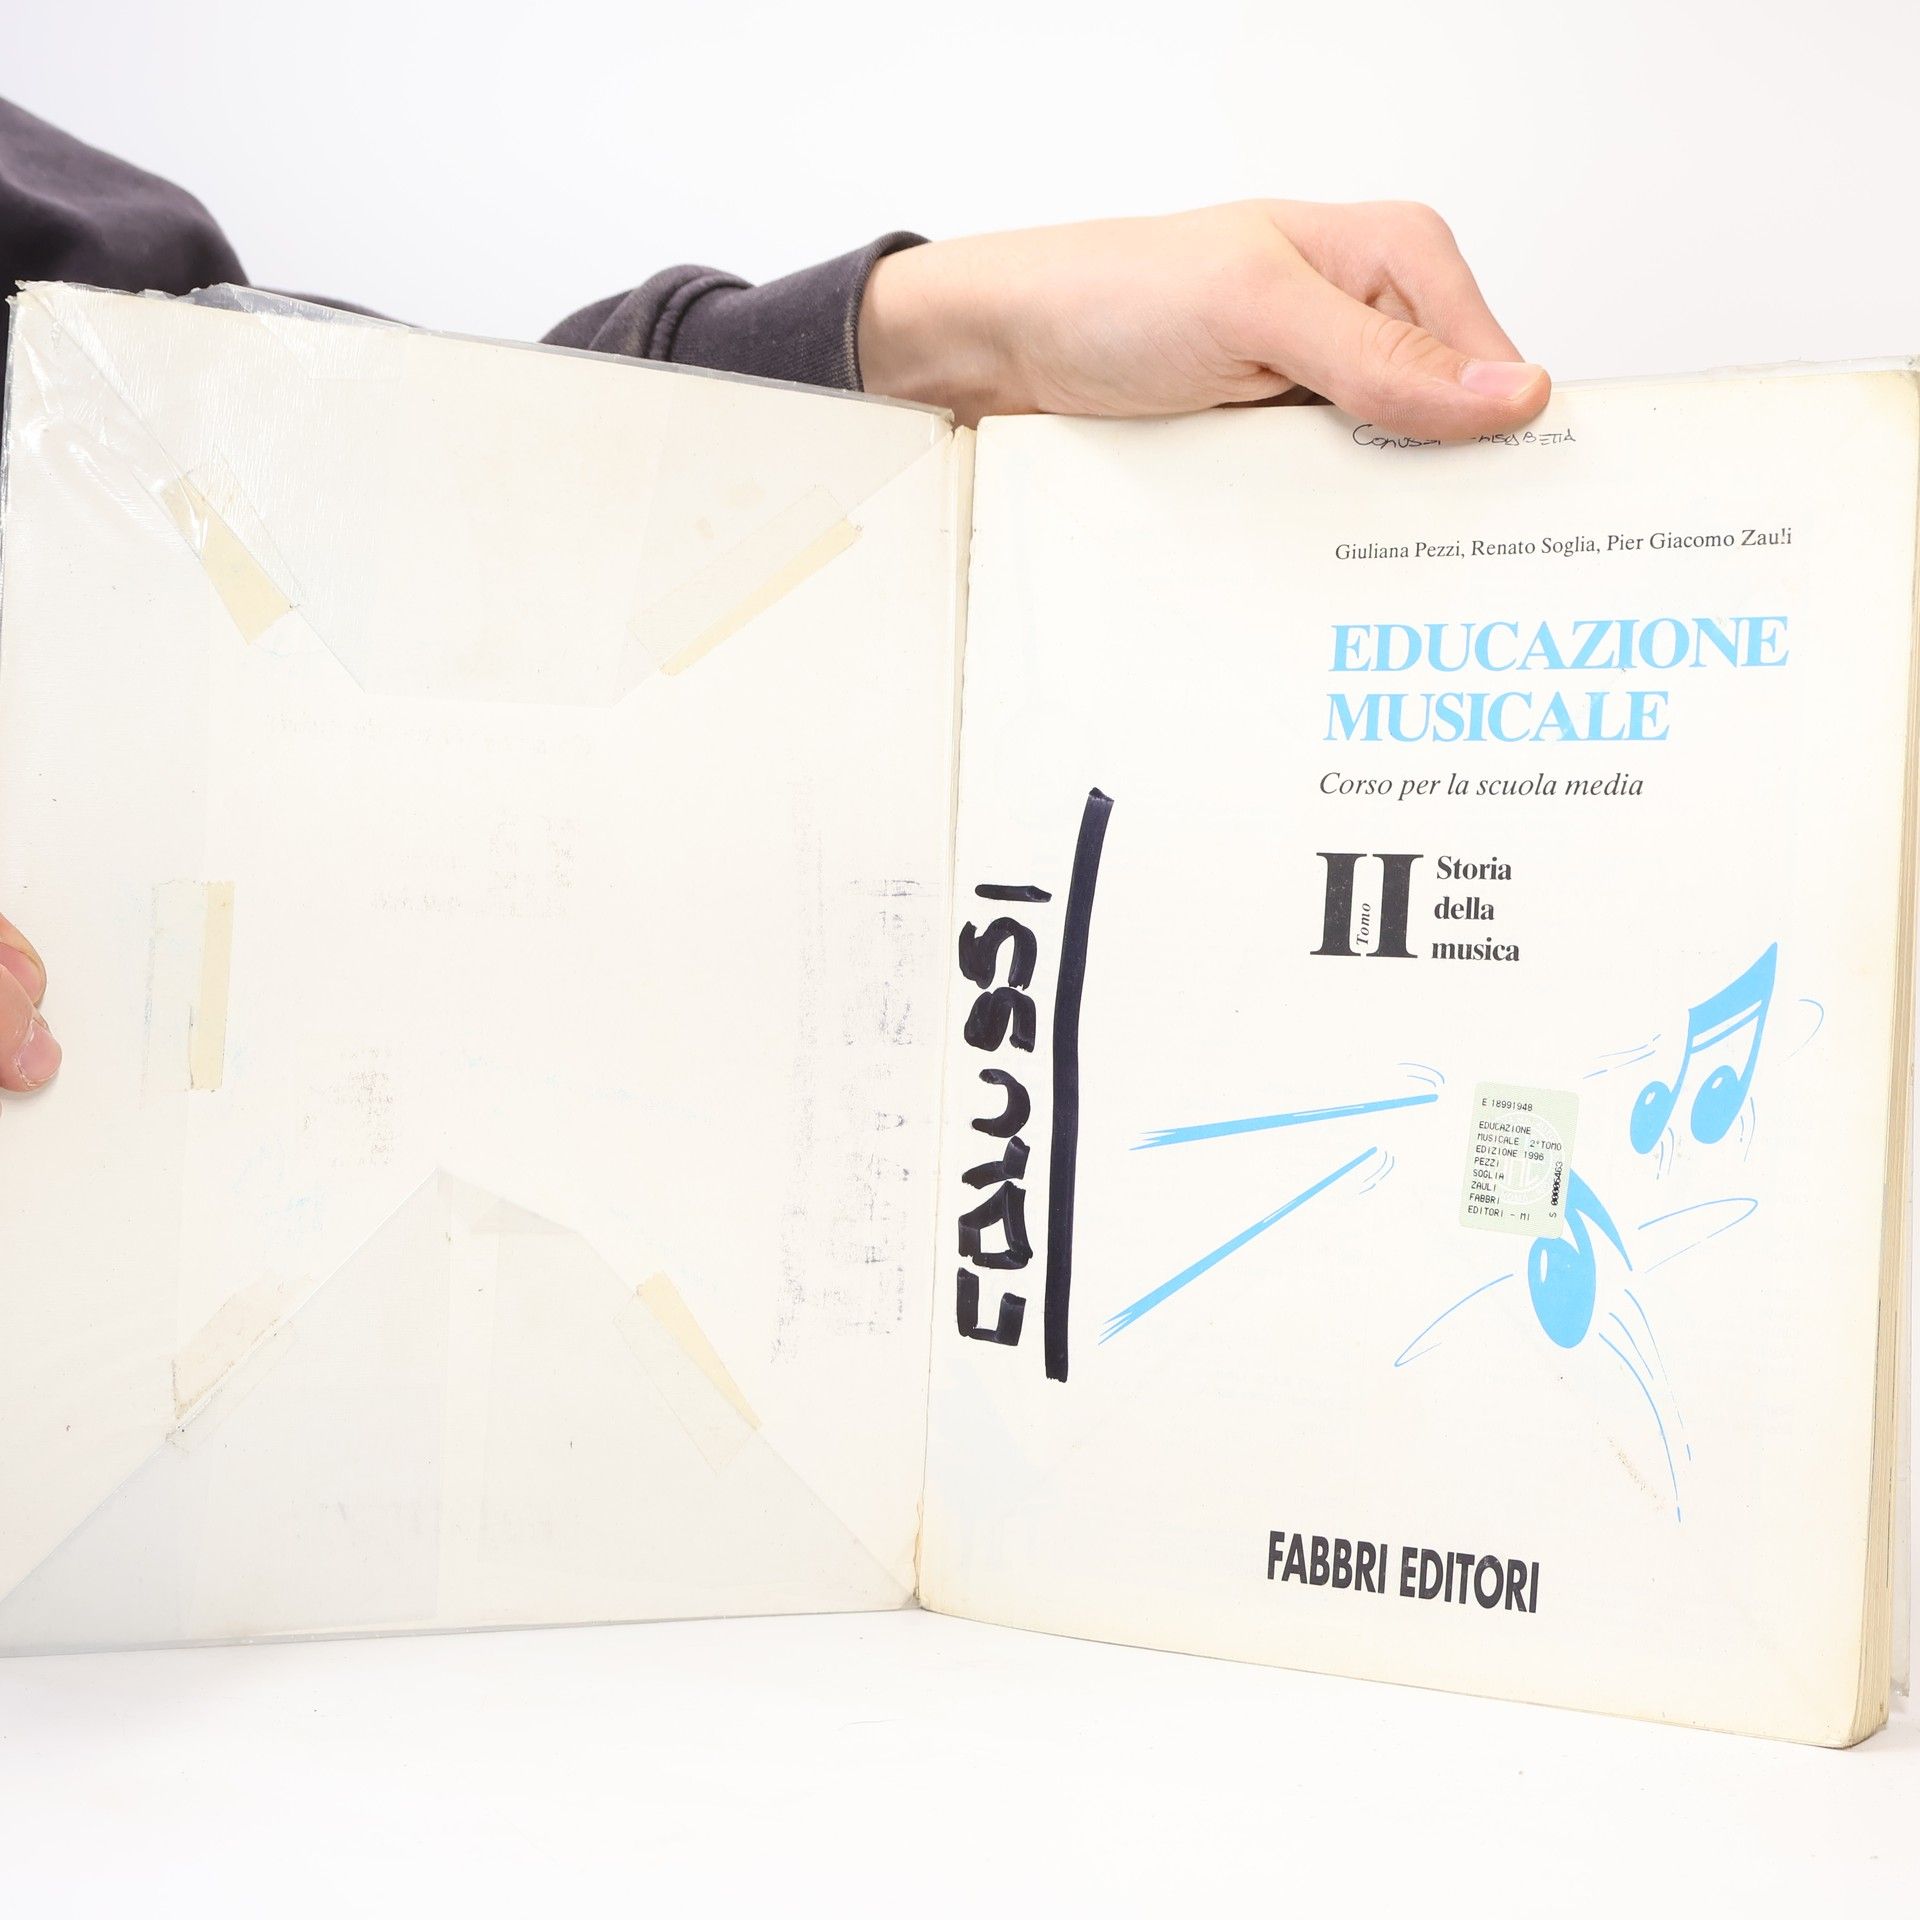 Giuliana Pezzi, Renato Soglia, Pier Giacomo Zauli
EDUCAZIONE
MUSICALE
Corso per la scuola media
II Tomo
Storia
della
musica
COLUSSI
E 18991948
EDUCAZIONE
MUSICALE 2°TOMO
EDIZIONE 1996
PEZZI
SOGLIA
ZAULI
FABBRI
EDITORI - MI
S 00006463
FABBRI EDITORI